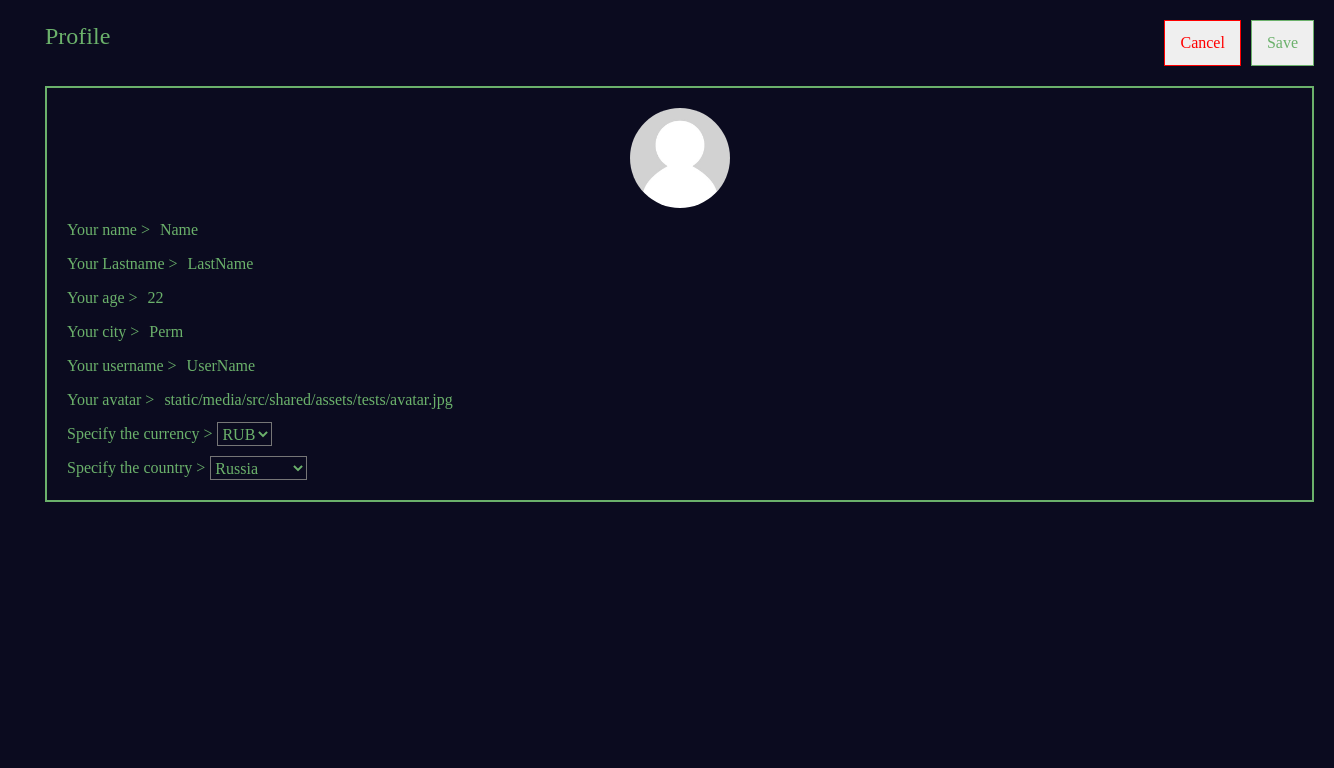 Profile
Cancel
Save
Your name > Name
Your Lastname > LastName
Your age > 22
Your city > Perm
Your username > UserName
Your avatar > static/media/src/shared/assets/tests/avatar.jpg
Specify the currency > RUB
Specify the country > Russia